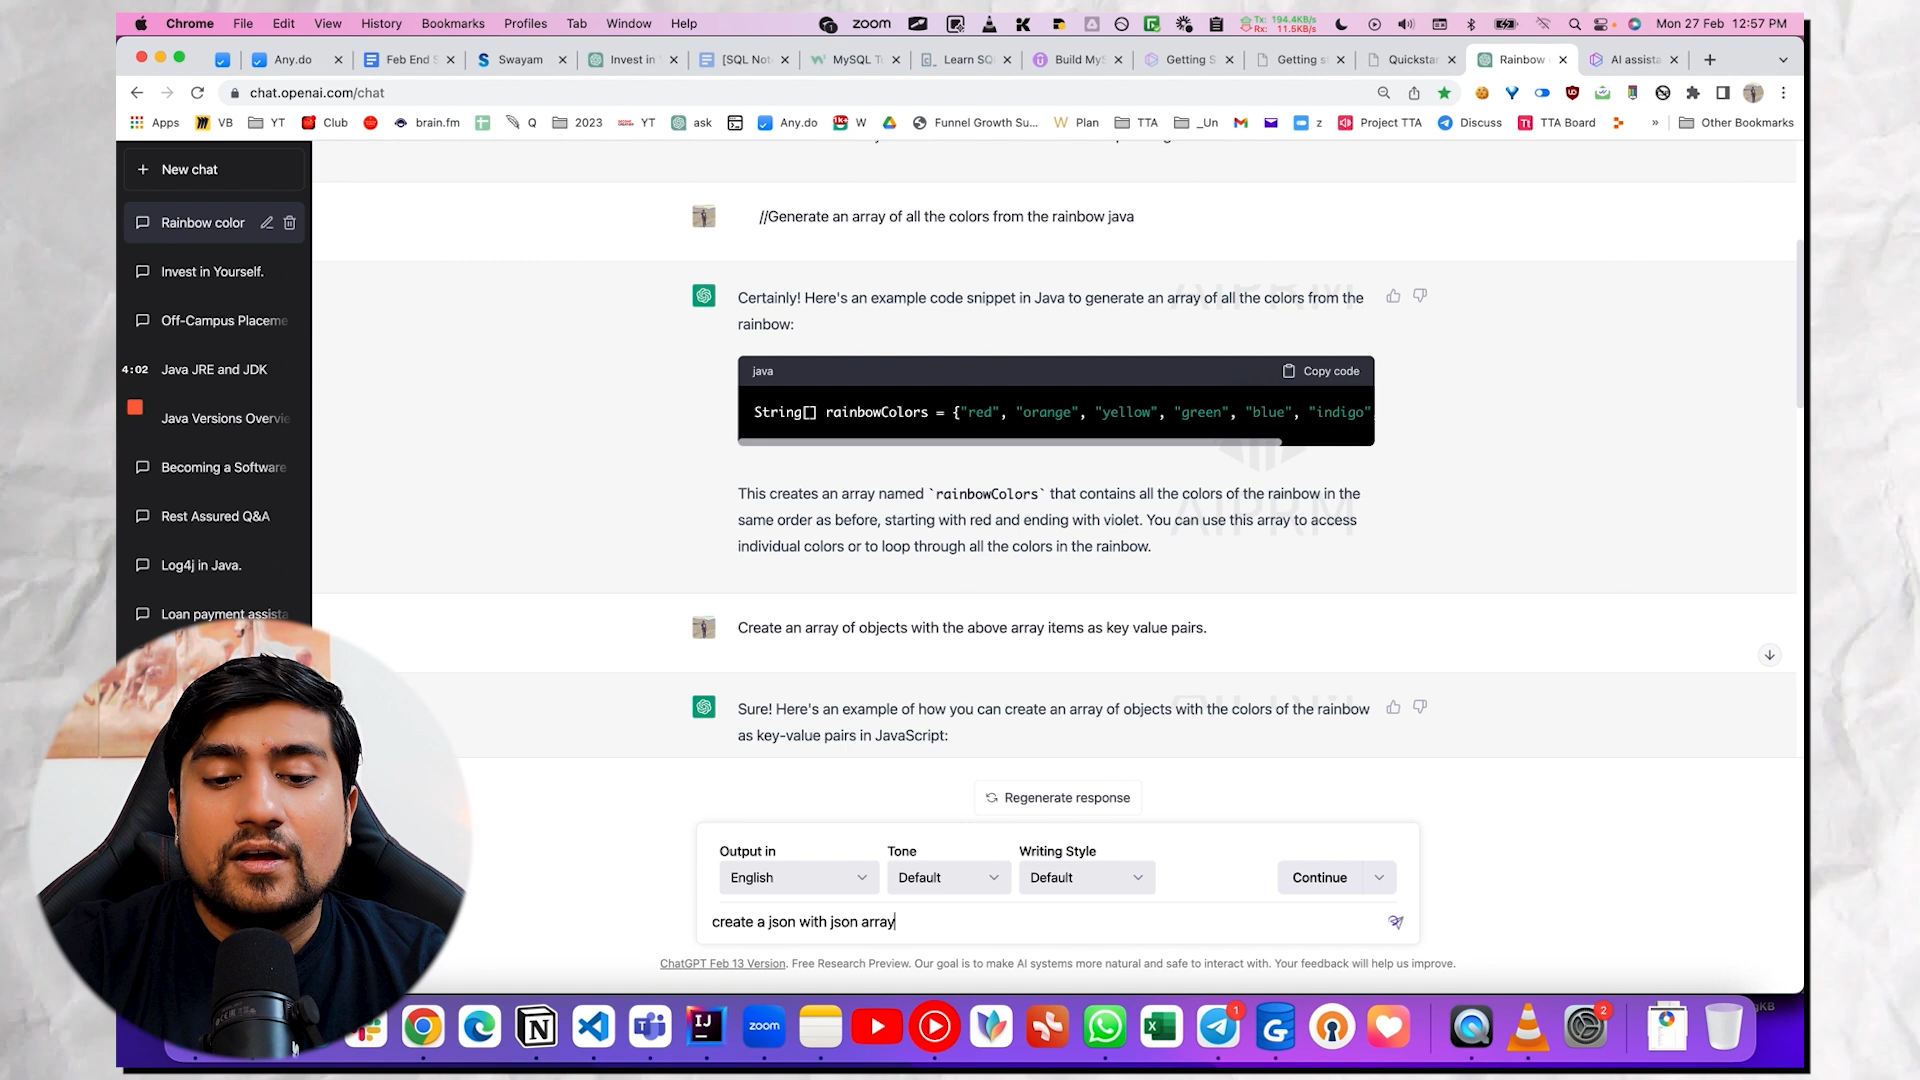 Chrome File Edit View History Bookmarks Profiles Tab Window Help
zoom
Tx: 194.4KB/s
Rx: 11.5KB/s
Mon 27 Feb 12:57 PM
Any.do
Feb End S
Swayam
Invest in
[SQL Not
MySQL T
Learn SQ
Build My
Getting S
Getting s
Quickstar
Rainbow
AI assista
chat.openai.com/chat
Apps VB YT Club brain.fm Q 2023 YT ask Any.do W Funnel Growth Su... Plan TTA _Un z Project TTA Discuss TTA Board » Other Bookmarks
New chat
Rainbow color
Invest in Yourself.
Off-Campus Placeme
4:02
Java JRE and JDK
Java Versions Overvie
Becoming a Software
Rest Assured Q&A
Log4j in Java.
Loan payment assista
//Generate an array of all the colors from the rainbow java
Certainly! Here's an example code snippet in Java to generate an array of all the colors from the
rainbow:
java
Copy code
String[] rainbowColors = {"red", "orange", "yellow", "green", "blue", "indigo"
This creates an array named `rainbowColors` that contains all the colors of the rainbow in the
same order as before, starting with red and ending with violet. You can use this array to access
individual colors or to loop through all the colors in the rainbow.
AIPRM
Create an array of objects with the above array items as key value pairs.
Sure! Here's an example of how you can create an array of objects with the colors of the rainbow
as key-value pairs in JavaScript:
Regenerate response
Output in Tone Writing Style
English Default Default Continue
create a json with json array
ChatGPT Feb 13 Version. Free Research Preview. Our goal is to make AI systems more natural and safe to interact with. Your feedback will help us improve.
zoom
1
2